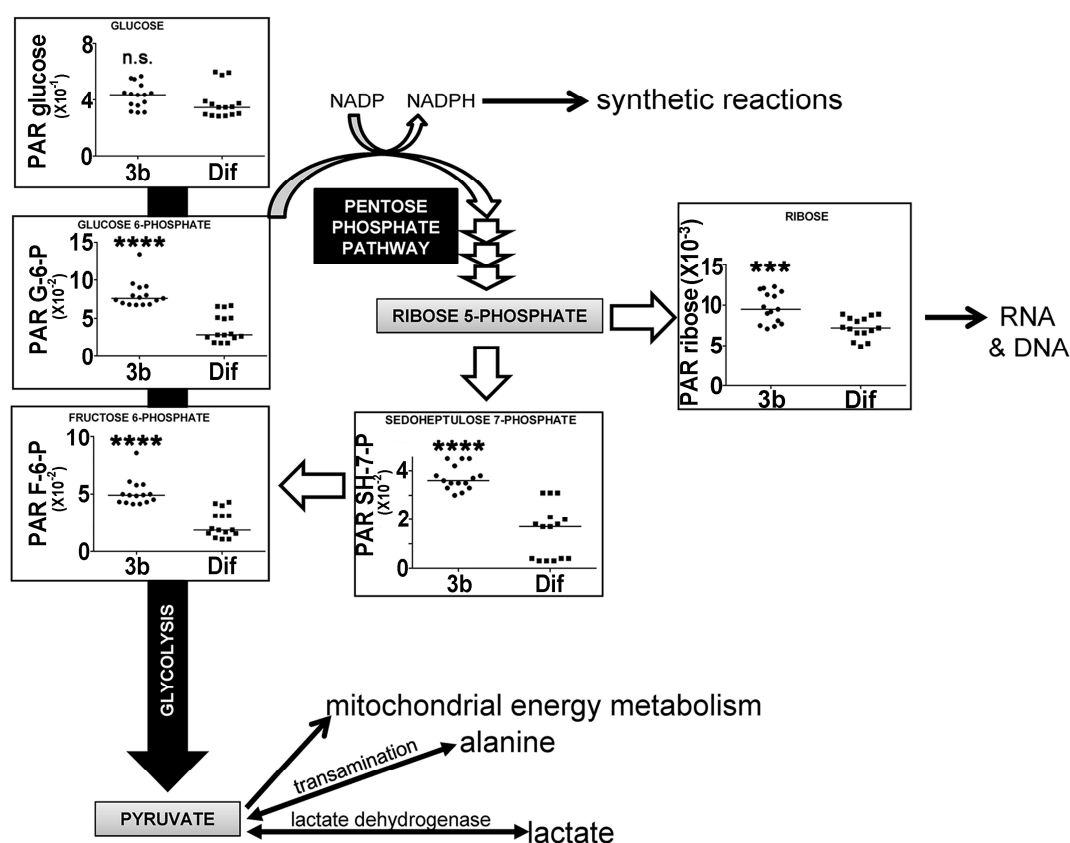 GLUCOSE
PAR glucose
(X10⁻¹)
8
4
0
n.s.
3b Dif
NADP NADPH
synthetic reactions
GLUCOSE 6-PHOSPHATE
PAR G-6-P
(X10⁻²)
15
10
5
0
****
3b Dif
PENTOSE
PHOSPHATE
PATHWAY
RIBOSE 5-PHOSPHATE
RIBOSE
PAR ribose (X10⁻³)
15
10
5
0
***
3b Dif
RNA
& DNA
FRUCTOSE 6-PHOSPHATE
PAR F-6-P
(X10⁻²)
10
5
0
****
3b Dif
SEDOHEPTULOSE 7-PHOSPHATE
PAR SH-7-P
(X10⁻²)
4
2
0
****
3b Dif
GLYCOLYSIS
mitochondrial energy metabolism
alanine
transamination
PYRUVATE
lactate dehydrogenase
lactate